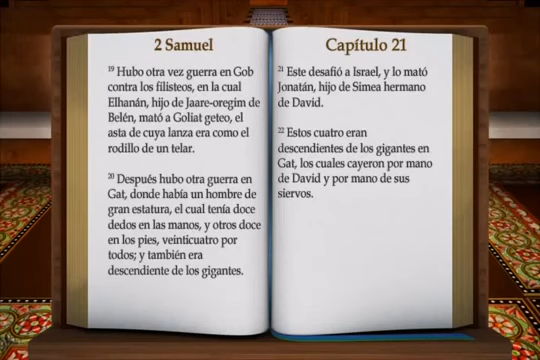 2 Samuel
19 Hubo otra vez guerra en Gob
contra los filisteos, en la cual
Elhanán, hijo de Jaare-oregim de
Belén, mató a Goliat geteo, el
asta de cuya lanza era como el
rodillo de un telar.
20 Después hubo otra guerra en
Gat, donde había un hombre de
gran estatura, el cual tenía doce
dedos en las manos, y otros doce
en los pies, veinticuatro por
todos; y también era
descendiente de los gigantes.
Capítulo 21
21 Este desafió a Israel, y lo mató
Jonatán, hijo de Simea hermano
de David.
22 Estos cuatro eran
descendientes de los gigantes en
Gat, los cuales cayeron por mano
de David y por mano de sus
siervos.